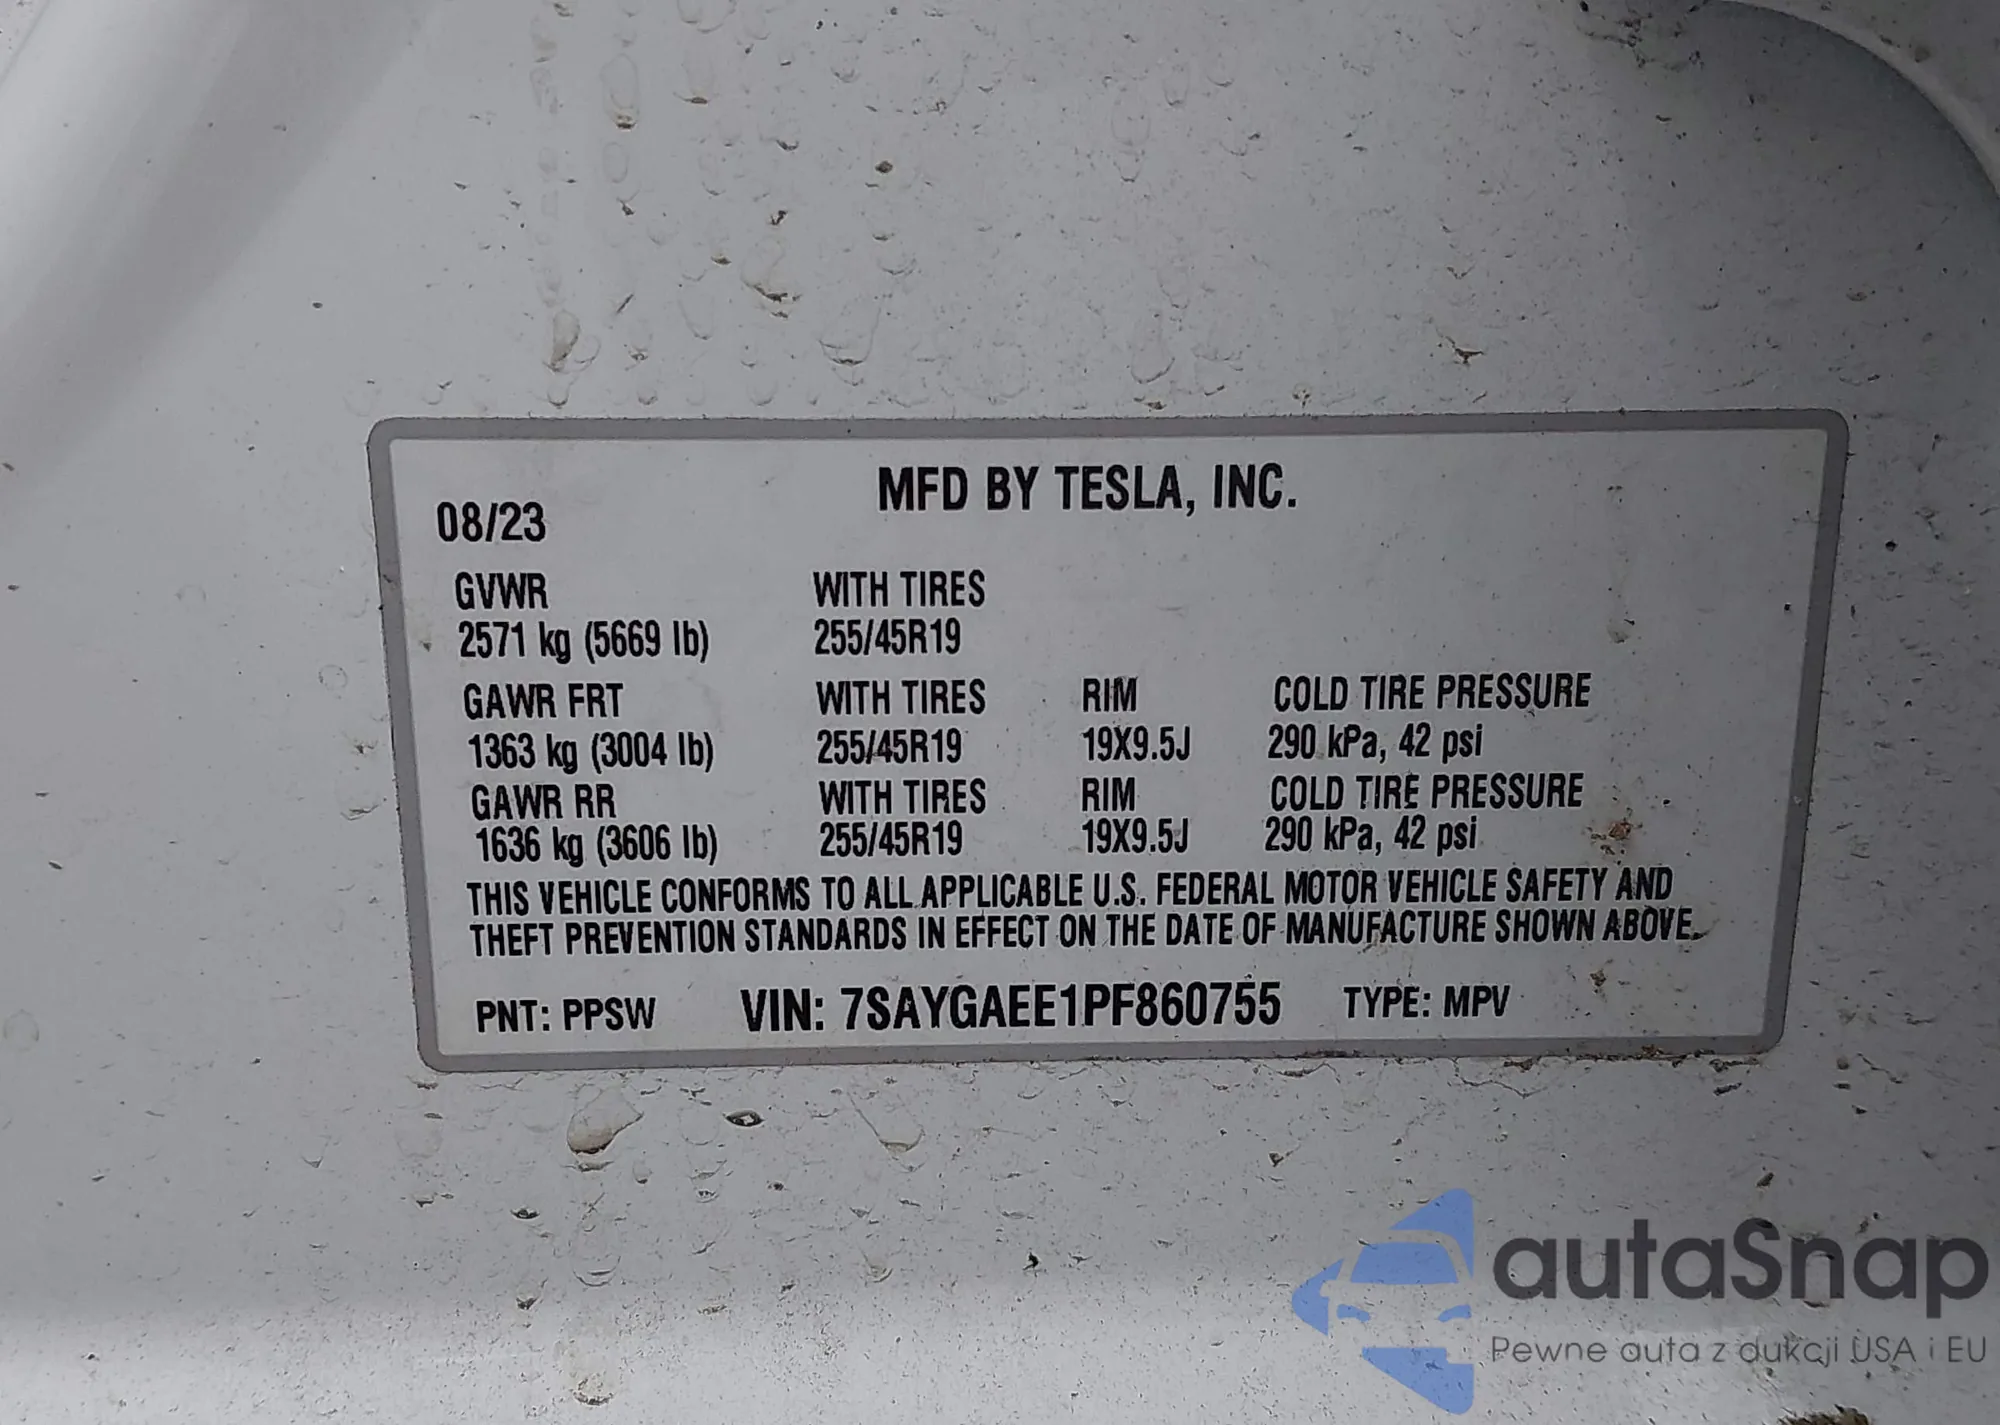 MFD BY TESLA, INC.
08/23
GVWR WITH TIRES
2571 kg (5669 lb) 255/45R19
GAWR FRT WITH TIRES RIM COLD TIRE PRESSURE
1363 kg (3004 lb) 255/45R19 19X9.5J 290 kPa, 42 psi
GAWR RR WITH TIRES RIM COLD TIRE PRESSURE
1636 kg (3606 lb) 255/45R19 19X9.5J 290 kPa, 42 psi
THIS VEHICLE CONFORMS TO ALL APPLICABLE U.S. FEDERAL MOTOR VEHICLE SAFETY AND
THEFT PREVENTION STANDARDS IN EFFECT ON THE DATE OF MANUFACTURE SHOWN ABOVE.
PNT: PPSW VIN: 7SAYGAEE1PF860755 TYPE: MPV
autaSnap
Pewne auta z dukcji USA i EU